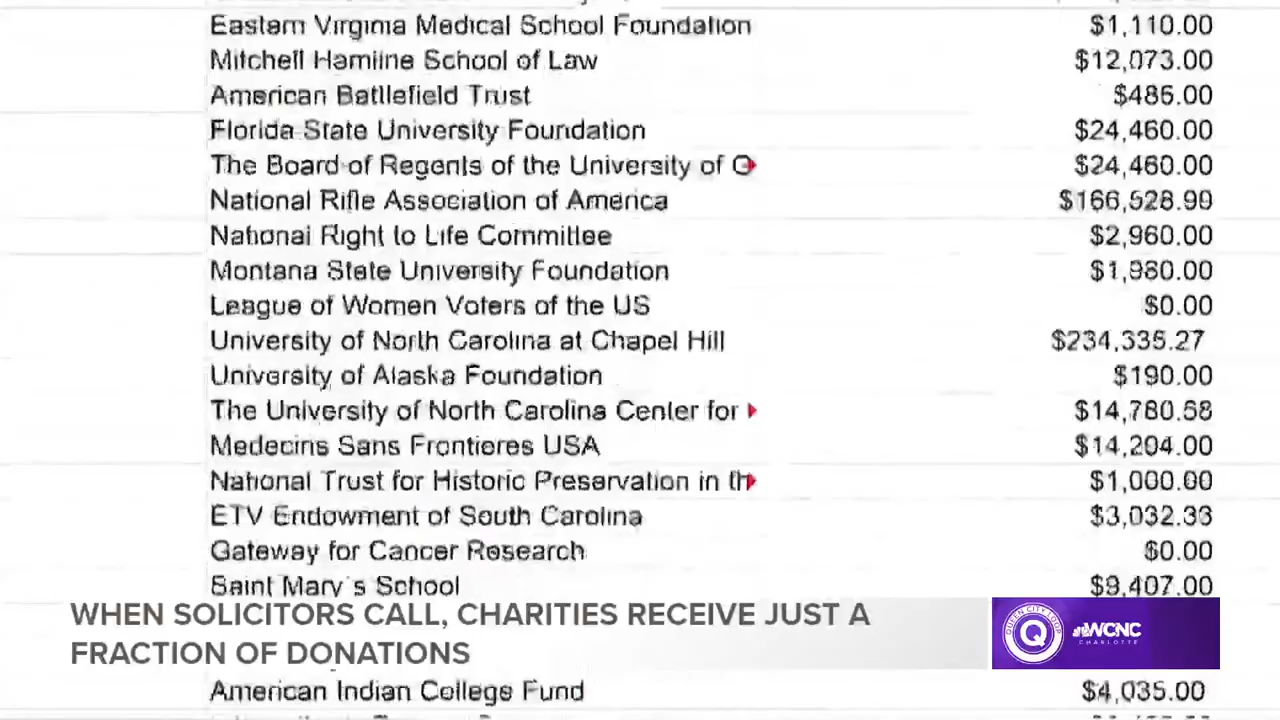 Eastern Virginia Medical School Foundation $1,110.00
Mitchell Hamline School of Law $12,073.00
American Battlefield Trust $485.00
Florida State University Foundation $24,460.00
The Board of Regents of the University of O $24,460.00
National Rifle Association of America $166,528.99
National Right to Life Committee $2,960.00
Montana State University Foundation $1,980.00
League of Women Voters of the US $0.00
University of North Carolina at Chapel Hill $234,335.27
University of Alaska Foundation $190.00
The University of North Carolina Center for $14,780.58
Medecins Sans Frontieres USA $14,204.00
National Trust for Historic Preservation in th $1,000.00
ETV Endowment of South Carolina $3,032.33
Gateway for Cancer Research $0.00
Saint Mary's School $9,407.00
WHEN SOLICITORS CALL, CHARITIES RECEIVE JUST A
FRACTION OF DONATIONS
QUEEN CITY LOOP
Q
WCNC
CHARLOTTE
American Indian College Fund $4,035.00